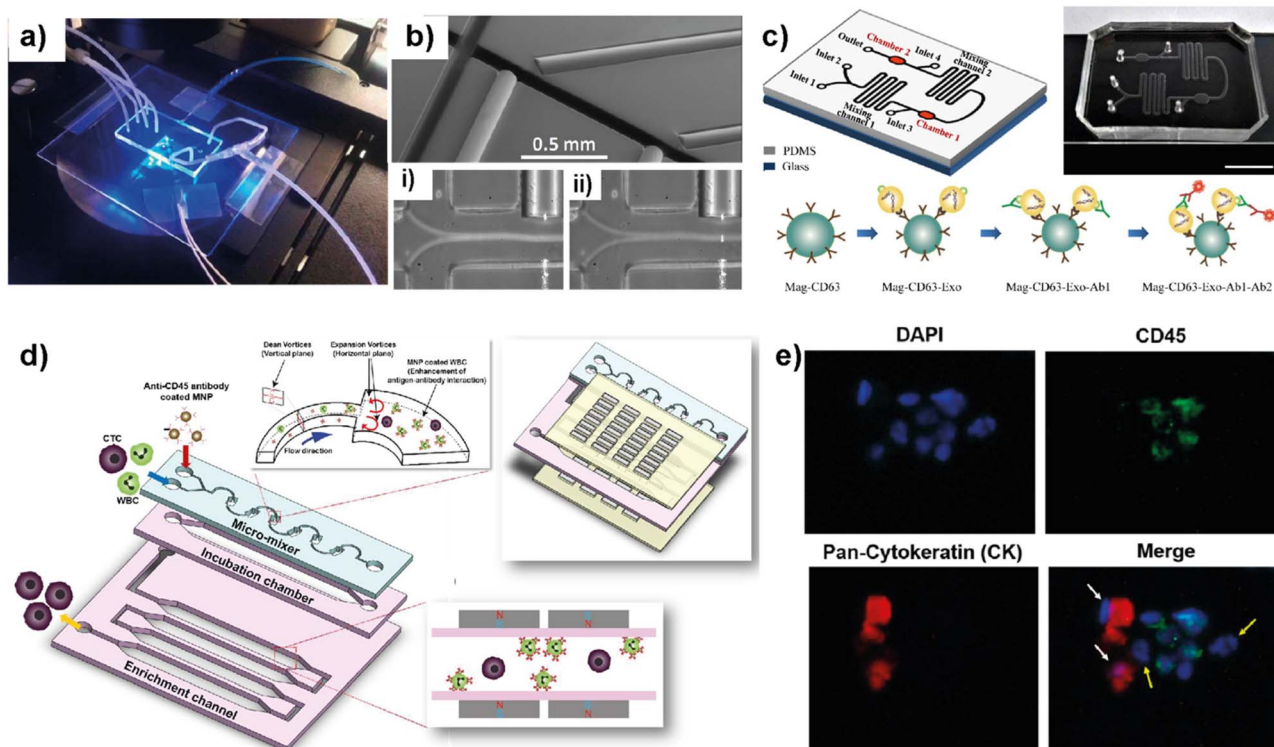 a)
b)
0.5 mm
i)
ii)
c)
Outlet
Chamber 2
Inlet 4
Mixing
channel 2
Inlet 2
Inlet 1
Mixing
channel 1
Inlet 3
Chamber 1
PDMS
Glass
Mag-CD63
Mag-CD63-Exo
Mag-CD63-Exo-Ab1
Mag-CD63-Exo-Ab1-Ab2
d)
Dean Vortices
(Vertical plane)
Expansion Vortices
(Horizontal plane)
MNP coated WBC
(Enhancement of
antigen-antibody interaction)
Flow direction
Anti-CD45 antibody
coated MNP
CTC
WBC
Micro-mixer
Incubation chamber
Enrichment channel
N
N
N
N
e)
DAPI
CD45
Pan-Cytokeratin (CK)
Merge